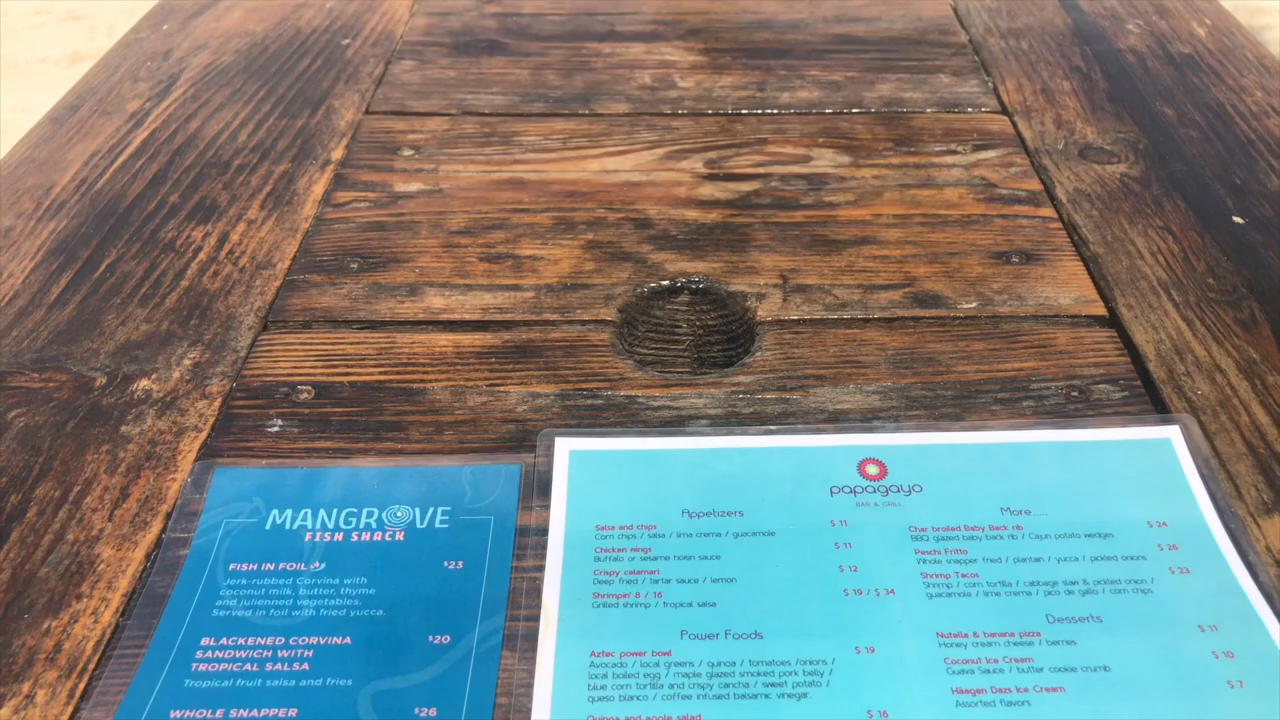 MANGROVE
FISH SHACK
FISH IN FOIL $23
Jerk-rubbed Corvina with
coconut milk, butter, thyme
and julienned vegetables.
Served in foil with fried yucca.
BLACKENED CORVINA $20
SANDWICH WITH
TROPICAL SALSA
Tropical fruit salsa and fries
WHOLE SNAPPER $26
papagayo
BAR & GRILL
Appetizers
Salsa and chips $ 11
Corn chips / salsa / lima crema / guacamole
Chicken wings $ 11
Buffalo or sesame hoisin sauce
Crispy calamari $ 12
Deep fried / tartar sauce / lemon
Shrimpin' 8 / 16 $ 19 / $ 34
Grilled shrimp / tropical salsa
Power Foods
Aztec power bowl $ 19
Avocado / local greens / quinoa / tomatoes /onions /
local boiled egg / maple glazed smoked pork belly /
blue corn tortilla and crispy cancha / sweet potato /
queso blanco / coffee infused balsamic vinegar.
Quinoa and apple salad $ 16
More.....
Char broiled Baby Back rib $ 24
BBQ glazed baby back rib / Cajun potato wedges
Peschi Fritto $ 26
Whole snapper fried / plantain / yucca / pickled onions
Shrimp Tacos $ 23
Shrimp / corn tortilla / cabbage slaw & pickled onion /
guacamole / lime crema / pico de gallo / corn chips
Desserts
Nutella & banana pizza $ 11
Honey cream cheese / berries
Coconut Ice Cream $ 10
Guava Sauce / butter cookie crumb
Häagen Dazs Ice Cream $ 7
Assorted flavors